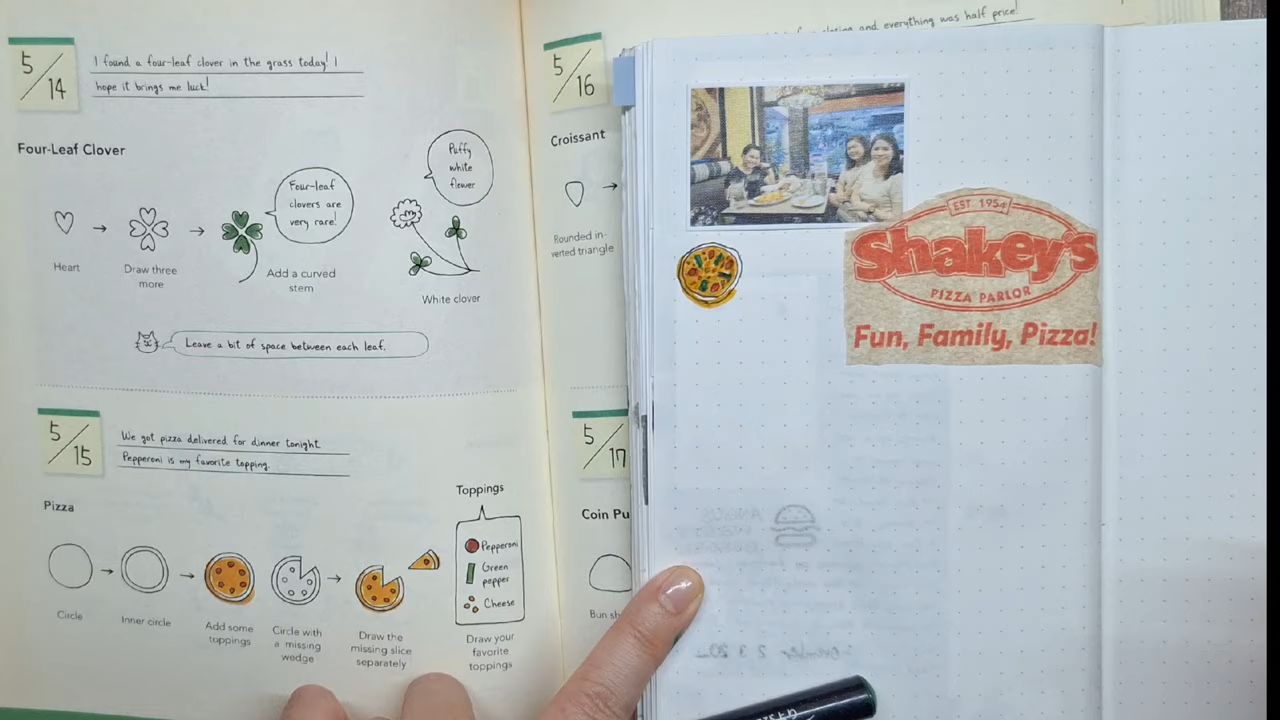 5/14
I found a four-leaf clover in the grass today! I
hope it brings me luck!
Four-Leaf Clover
Heart
Draw three
more
Add a curved
stem
Four-leaf
clovers are
very rare!
Puffy
white
flower
White clover
Leave a bit of space between each leaf.
5/15
We got pizza delivered for dinner tonight.
Pepperoni is my favorite topping.
Pizza
Circle
Inner circle
Add some
toppings
Circle with
a missing
wedge
Draw the
missing slice
separately
Toppings
Pepperoni
Green
pepper
Cheese
Draw your
favorite
toppings
and everything was half price!
5/16
Croissant
Rounded in-
verted triangle
5/17
Coin Pu
Bun sh
EST 1954
Shakey's
PIZZA PARLOR
Fun, Family, Pizza!